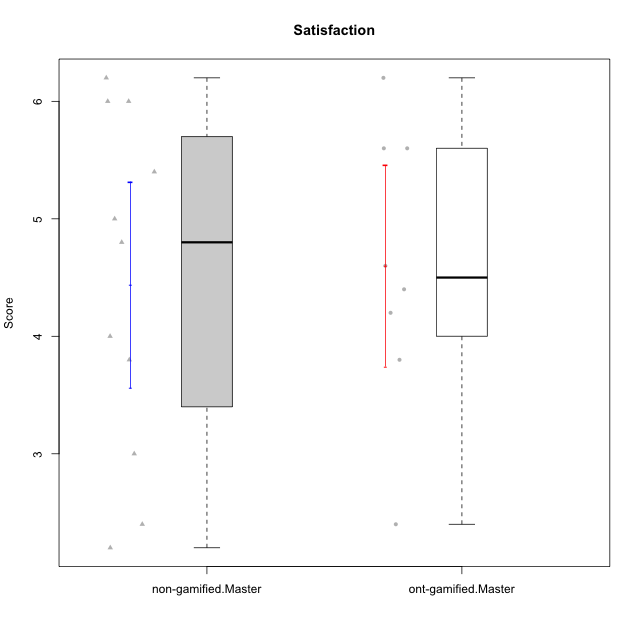 Satisfaction
Score
6
5
4
3
non-gamified.Master
ont-gamified.Master